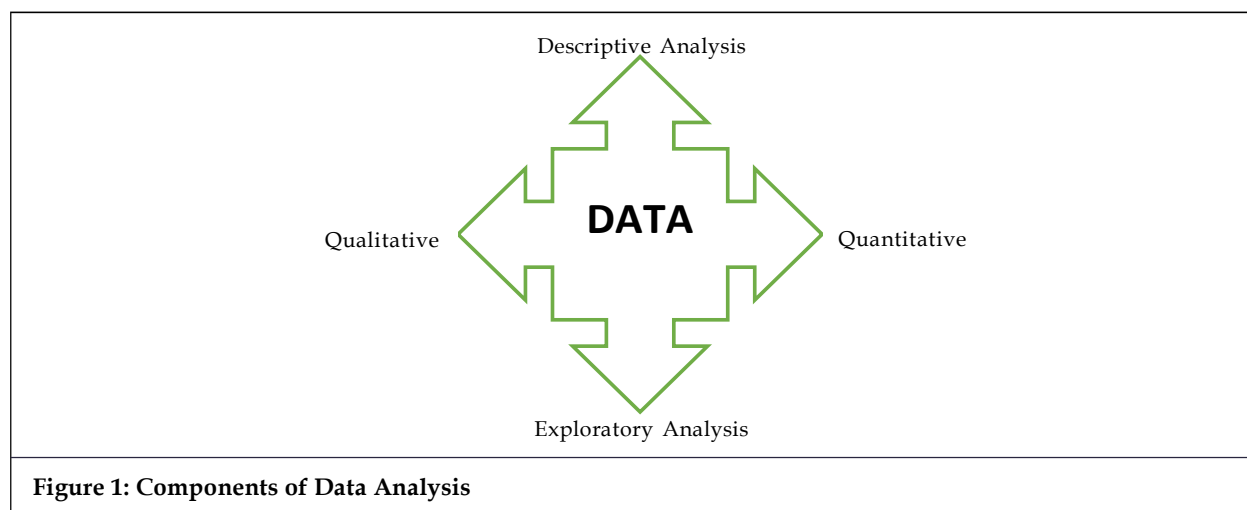 Descriptive Analysis
DATA
Qualitative
Quantitative
Exploratory Analysis
Figure 1: Components of Data Analysis